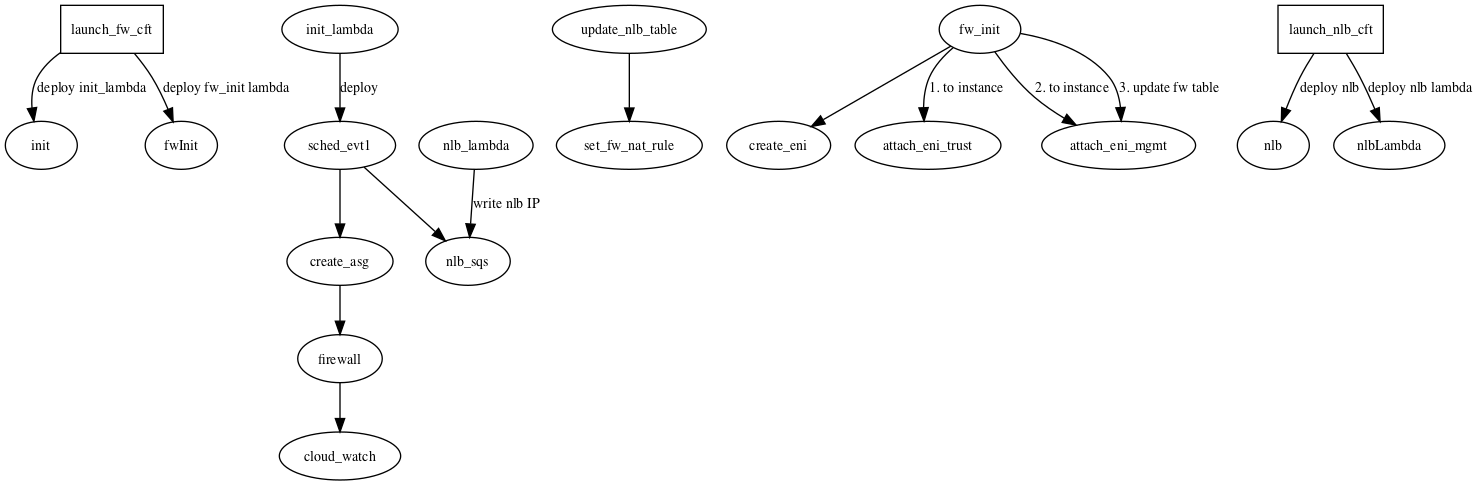 launch_fw_cft
init_lambda
update_nlb_table
fw_init
launch_nlb_cft
deploy init_lambda
deploy fw_init lambda
deploy
1. to instance
2. to instance
3. update fw table
deploy nlb
deploy nlb lambda
init
fwInit
sched_evt1
nlb_lambda
set_fw_nat_rule
create_eni
attach_eni_trust
attach_eni_mgmt
nlb
nlbLambda
write nlb IP
create_asg
nlb_sqs
firewall
cloud_watch